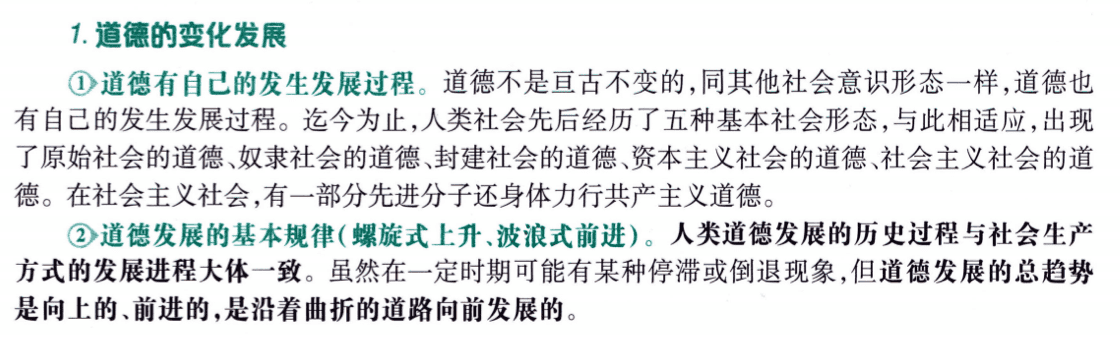 1. 道德的变化发展
①道德有自己的发生发展过程。道德不是亘古不变的,同其他社会意识形态一样,道德也
有自己的发生发展过程。迄今为止,人类社会先后经历了五种基本社会形态,与此相适应,出现
了原始社会的道德、奴隶社会的道德、封建社会的道德、资本主义社会的道德、社会主义社会的道
德。在社会主义社会,有一部分先进分子还身体力行共产主义道德。
②道德发展的基本规律(螺旋式上升、波浪式前进)。人类道德发展的历史过程与社会生产
方式的发展进程大体一致。虽然在一定时期可能有某种停滞或倒退现象,但道德发展的总趋势
是向上的、前进的,是沿着曲折的道路向前发展的。